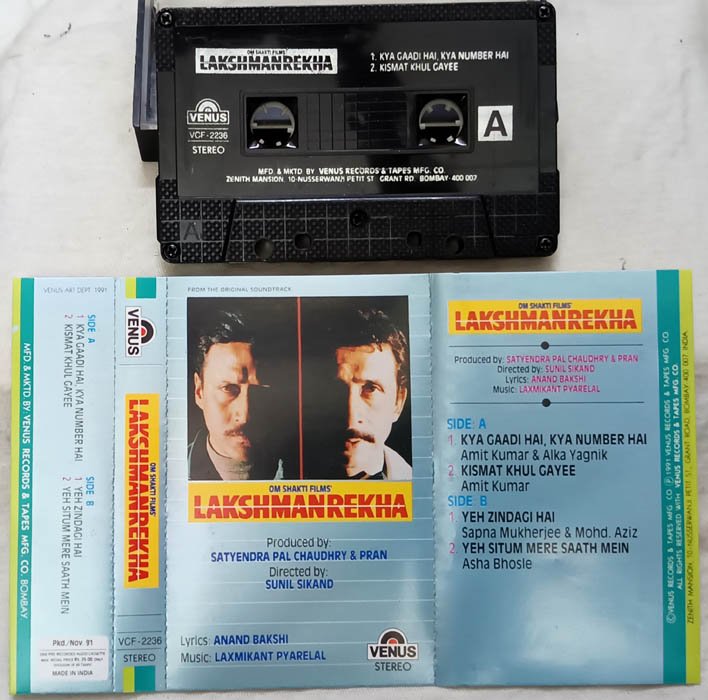 OM SHAKTI FILMS'
LAKSHMANREKHA
1. KYA GAADI HAI, KYA NUMBER HAI
2. KISMAT KHUL GAYEE
VENUS
VCF-2236
STEREO
A
MFD. & MKTD. BY VENUS RECORDS & TAPES MFG. CO.
ZENITH MANSION, 10-NUSSERWANJI PETIT ST. GRANT RD. BOMBAY-400 007
A
MFD. & MKTD. BY: VENUS RECORDS & TAPES MFG. CO. BOMBAY
VENUS ART DEPT. 1991
SIDE A
1 KYA GAADI HAI, KYA NUMBER HAI
2 KISMAT KHUL GAYEE
SIDE B
1 YEH ZINDAGI HAI
2 YEH SITUM MERE SAATH MEIN
Pkd./Nov. 91
MADE IN INDIA
VENUS
OM SHAKTI FILMS'
LAKSHMANREKHA
VCF-2236
STEREO
FROM THE ORIGINAL SOUNDTRACK
OM SHAKTI FILMS'
LAKSHMANREKHA
Produced by:
SATYENDRA PAL CHAUDHRY & PRAN
Directed by:
SUNIL SIKAND
Lyrics: ANAND BAKSHI
Music: LAXMIKANT PYARELAL
VENUS
STEREO
OM SHAKTI FILMS'
LAKSHMANREKHA
Produced by: SATYENDRA PAL CHAUDHRY & PRAN
Directed by: SUNIL SIKAND
Lyrics: ANAND BAKSHI
Music: LAXMIKANT PYARELAL
SIDE: A
1. KYA GAADI HAI, KYA NUMBER HAI
Amit Kumar & Alka Yagnik
2. KISMAT KHUL GAYEE
Amit Kumar
SIDE: B
1. YEH ZINDAGI HAI
Sapna Mukherjee & Mohd. Aziz
2. YEH SITUM MERE SAATH MEIN
Asha Bhosle
©VENUS RECORDS & TAPES MFG. CO. Ⓟ1991 VENUS RECORDS & TAPES MFG. CO.
ALL RIGHTS RESERVED WITH VENUS RECORDS & TAPES MFG. CO.
ZENITH MANSION, 10-NUSSERWANJI PETIT ST., GRANT ROAD, BOMBAY-400 007. INDIA.